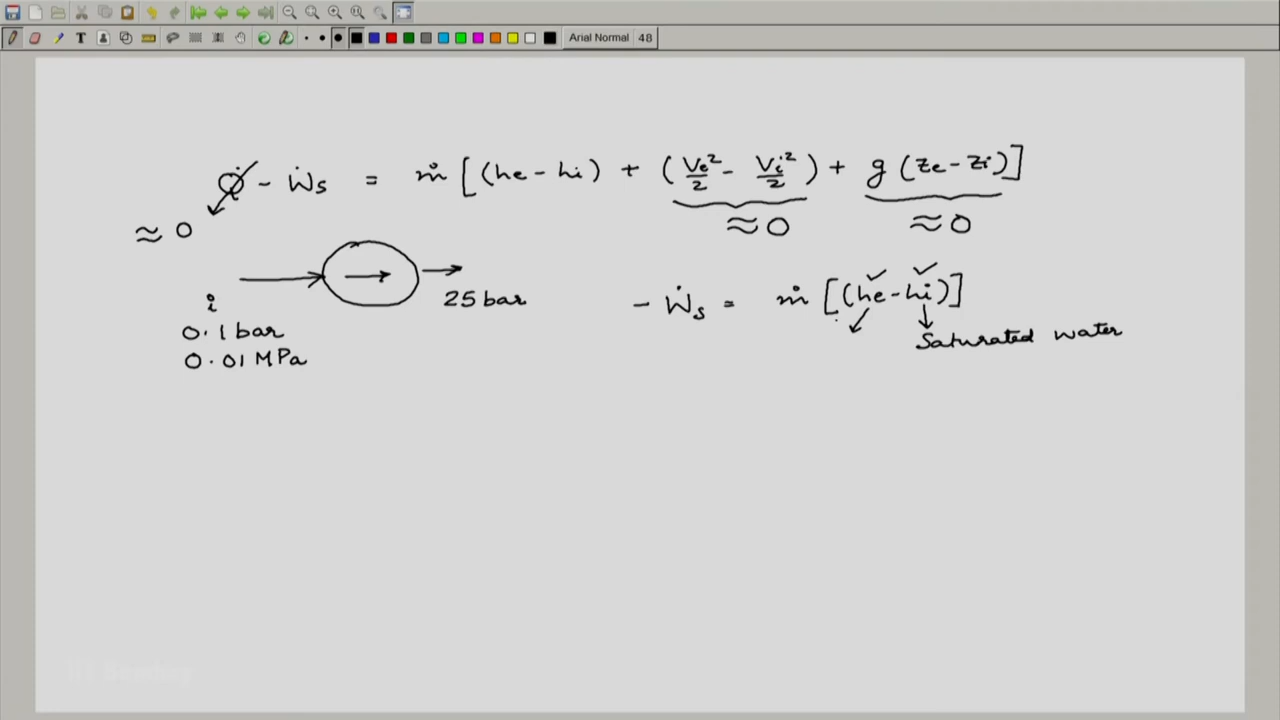 Arial Normal 48
Q̇ - Ẇs = ṁ [(he - hi) + (Ve²/2 - Vi²/2) + g (ze - zi)]
≈ 0 ≈ 0 ≈ 0
i
0.1 bar
0.01 MPa
25 bar
- Ẇs = ṁ [(he - hi)]
Saturated water